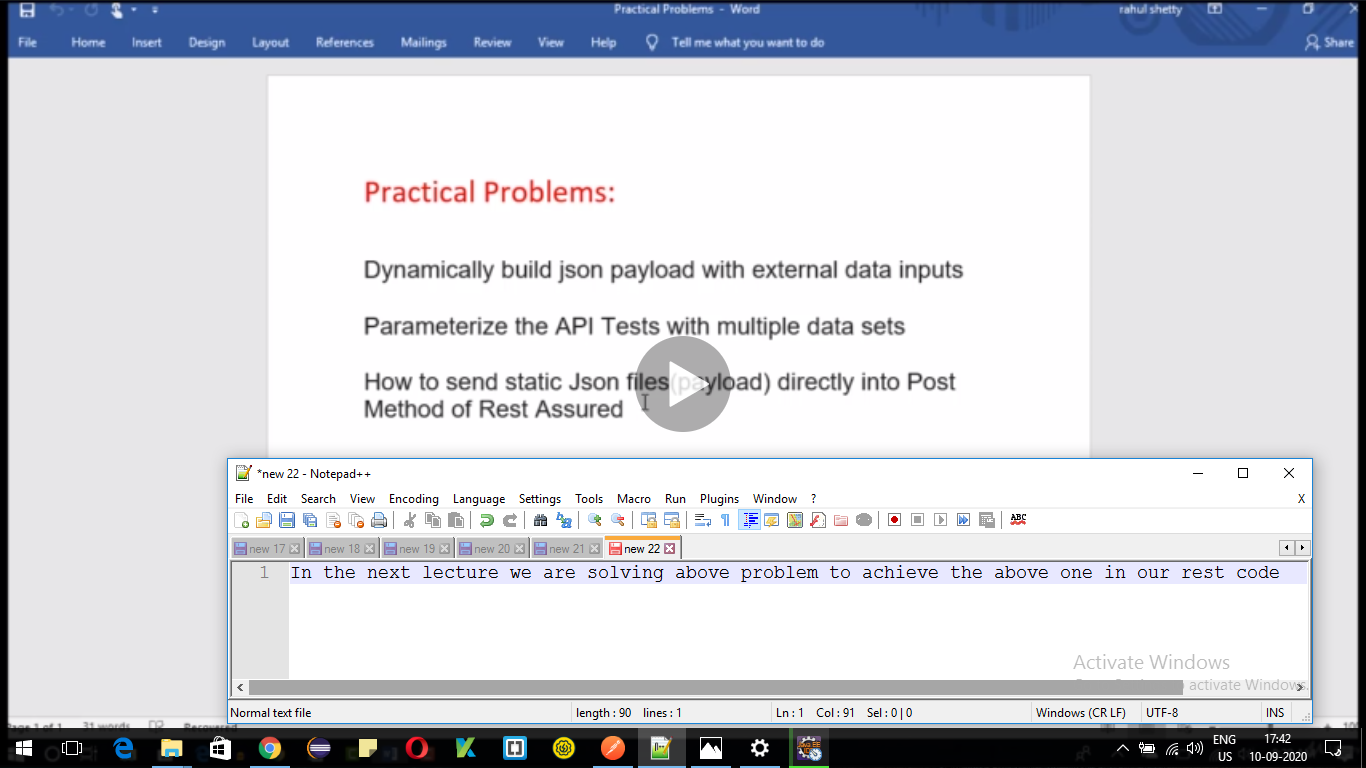 Practical Problems - Word
rahul shetty
File Home Insert Design Layout References Mailings Review View Help Tell me what you want to do Share
Practical Problems:
Dynamically build json payload with external data inputs
Parameterize the API Tests with multiple data sets
How to send static Json files(payload) directly into Post
Method of Rest Assured
*new 22 - Notepad++
File Edit Search View Encoding Language Settings Tools Macro Run Plugins Window ? X
ABC
new 17 new 18 new 19 new 20 new 21 new 22
1 In the next lecture we are solving above problem to achieve the above one in our rest code
Activate Windows
activate Windows.
Normal text file length : 90 lines : 1 Ln : 1 Col : 91 Sel : 0 | 0 Windows (CR LF) UTF-8 INS
Page 1 of 1 31 words Recovered
ENG 17:42
US 10-09-2020